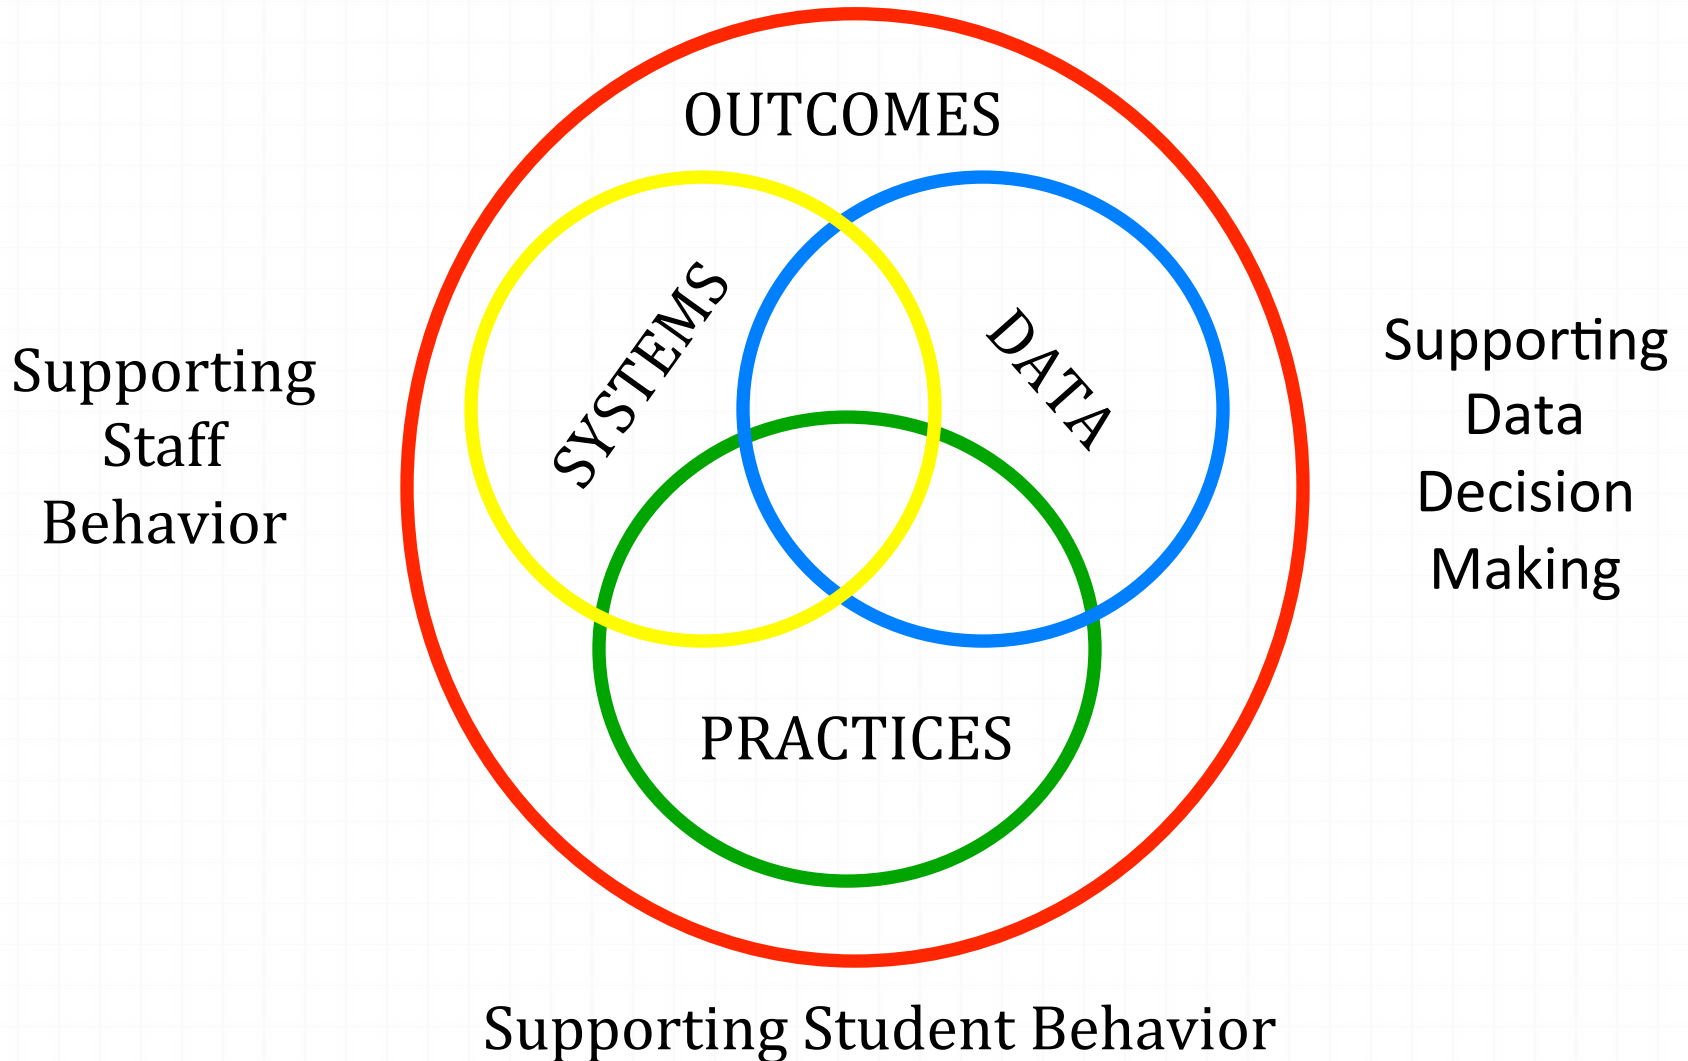 OUTCOMES
SYSTEMS
DATA
PRACTICES
Supporting
Staff
Behavior
Supporting
Data
Decision
Making
Supporting Student Behavior